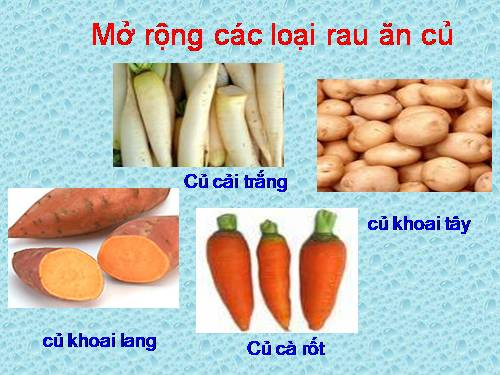 Mở rộng các loại rau ăn củ
Củ cải trắng
củ khoai tây
củ khoai lang
Củ cà rốt